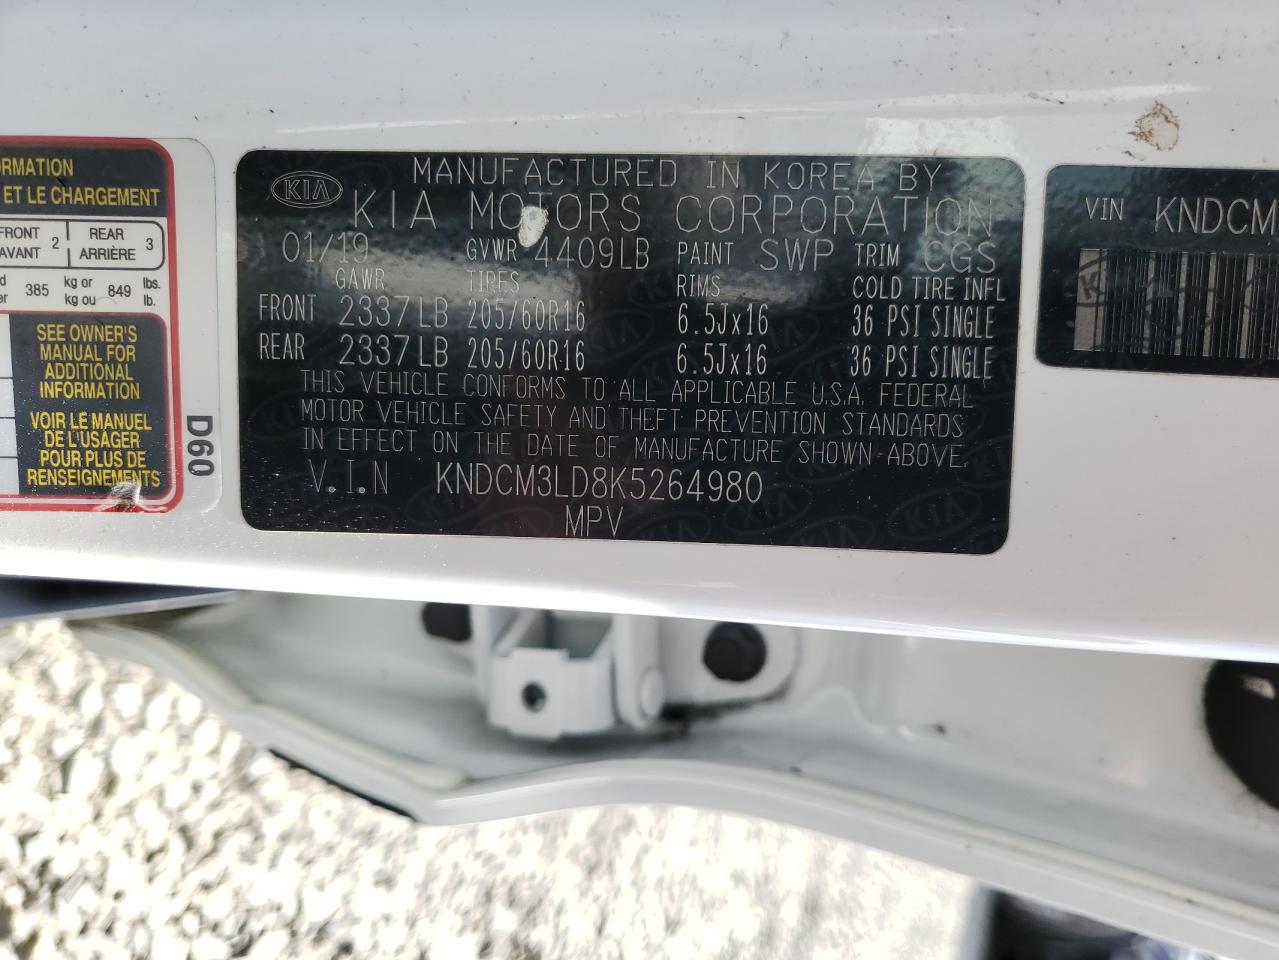 ORMATION
ET LE CHARGEMENT
FRONT 2 REAR 3
AVANT ARRIÈRE
385 kg or 849 lbs.
kg ou lb.
SEE OWNER'S
MANUAL FOR
ADDITIONAL
INFORMATION
VOIR LE MANUEL
DE L'USAGER
POUR PLUS DE
RENSEIGNEMENTS
D60
MANUFACTURED IN KOREA BY
KIA KIA MOTORS CORPORATION
01/19 GVWR 4409LB PAINT SWP TRIM CGS
GAWR TIRES RIMS COLD TIRE INFL
FRONT 2337LB 205/60R16 6.5Jx16 36 PSI SINGLE
REAR 2337LB 205/60R16 6.5Jx16 36 PSI SINGLE
THIS VEHICLE CONFORMS TO ALL APPLICABLE U.S.A. FEDERAL
MOTOR VEHICLE SAFETY AND THEFT PREVENTION STANDARDS
IN EFFECT ON THE DATE OF MANUFACTURE SHOWN ABOVE.
V.I.N KNDCM3LD8K5264980
MPV
VIN KNDCM